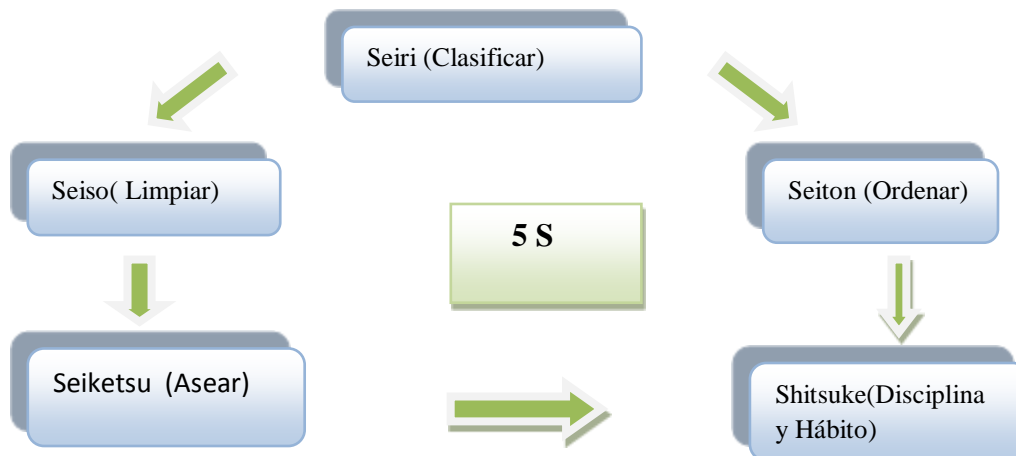 Seiri (Clasificar)
Seiso( Limpiar)
Seiton (Ordenar)
5 S
Seiketsu (Asear)
Shitsuke(Disciplina
y Hábito)